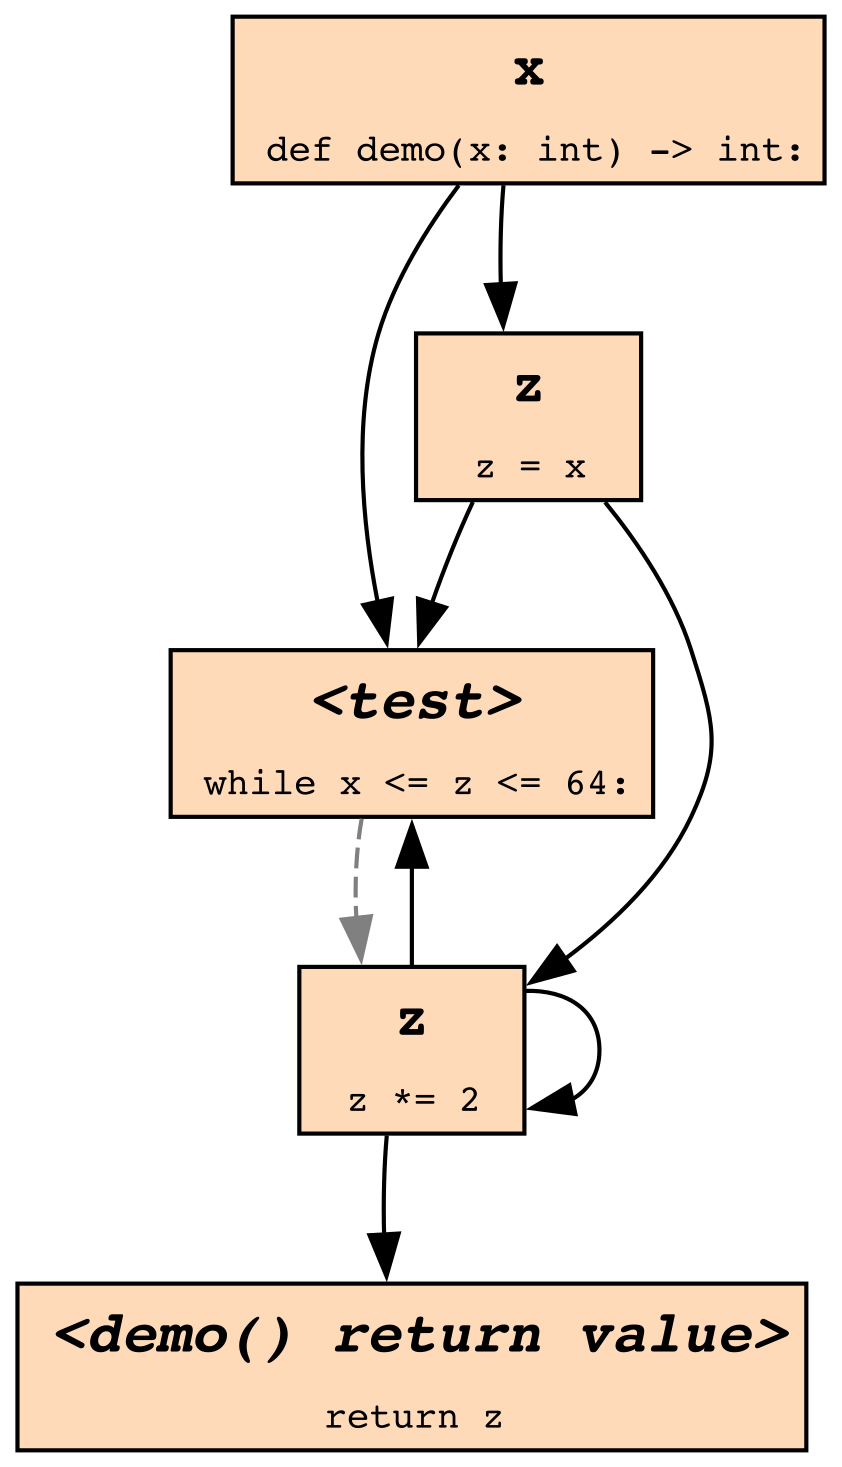 x
def demo(x: int) -> int:
z
z = x
<test>
while x <= z <= 64:
z
z *= 2
<demo() return value>
return z